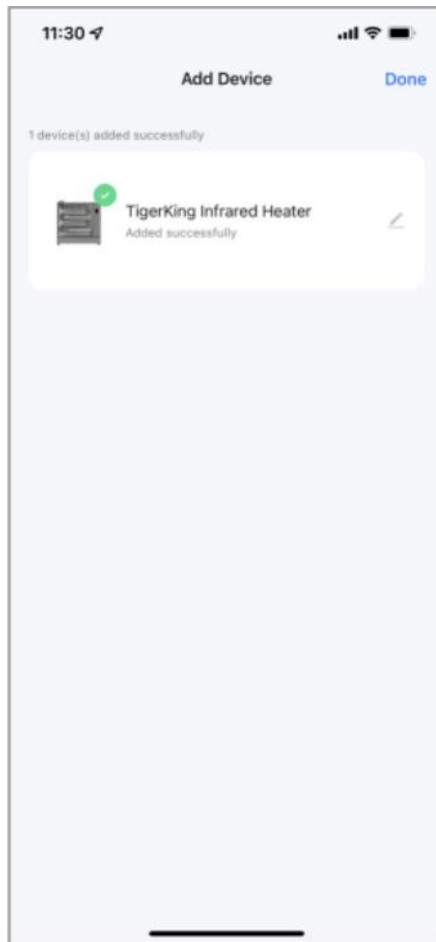 11:30
Add Device
Done
1 device(s) added successfully
TigerKing Infrared Heater
Added successfully